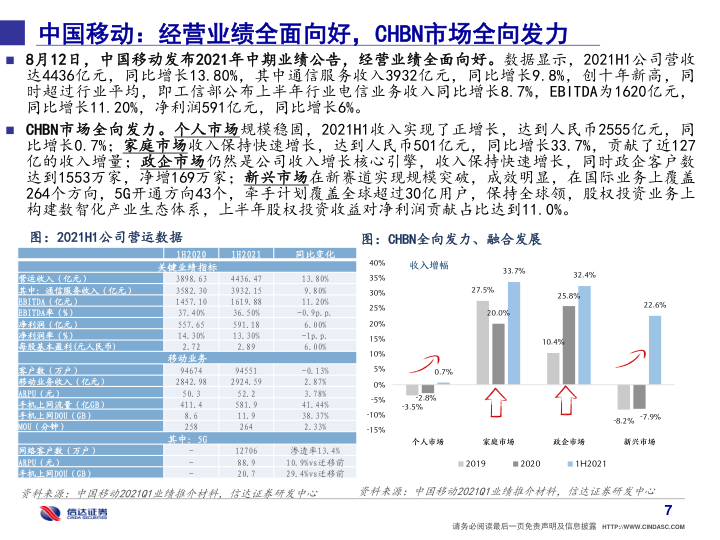 中国移动：经营业绩全面向好，CHBN市场全向发力
■ 8月12日，中国移动发布2021年中期业绩公告，经营业绩全面向好。数据显示，2021H1公司营收
达4436亿元，同比增长13.80%，其中通信服务收入3932亿元，同比增长9.8%，创十年新高，同
时超过行业平均，即工信部公布上半年行业电信业务收入同比增长8.7%，EBITDA为1620亿元，
同比增长11.20%，净利润591亿元，同比增长6%。
■ CHBN市场全向发力。个人市场规模稳固，2021H1收入实现了正增长，达到人民币2555亿元，同
比增长0.7%；家庭市场收入保持快速增长，达到人民币501亿元，同比增长33.7%，贡献了近127
亿的收入增量；政企市场仍然是公司收入增长核心引擎，收入保持快速增长，同时政企客户数
达到1553万家，净增169万家；新兴市场在新赛道实现规模突破，成效明显，在国际业务上覆盖
264个方向，5G开通方向43个，牵手计划覆盖全球超过30亿用户，保持全球领，股权投资业务上
构建数智化产业生态体系，上半年股权投资收益对净利润贡献占比达到11.0%。
图：2021H1公司营运数据
1H2020 1H2021 同比变化
关键业绩指标
营运收入（亿元） 3898.63 4436.47 13.80%
其中：通信服务收入（亿元） 3582.30 3932.15 9.80%
EBITDA（亿元） 1457.10 1619.88 11.20%
EBITDA率（%） 37.40% 36.50% -0.9p.p.
净利润（亿元） 557.65 591.18 6.00%
净利润率（%） 14.30% 13.30% -1p.p.
每股基本盈利(元人民币) 2.72 2.89 6.00%
移动业务
客户数（万户） 94674 94551 -0.13%
移动业务收入（亿元） 2842.98 2924.59 2.87%
ARPU（元） 50.3 52.2 3.78%
手机上网流量（亿GB） 411.4 581.9 41.44%
手机上网DOU（GB） 8.6 11.9 38.37%
MOU（分钟） 258 264 2.33%
其中：5G
网络客户数（万户） - 12706 渗透率13.4%
ARPU（元） - 88.9 10.9%vs迁移前
手机上网DOU（GB） - 20.7 29.4%vs迁移前
资料来源：中国移动2021Q1业绩推介材料，信达证券研发中心
图：CHBN全向发力、融合发展
收入增幅
40%
35%
30%
25%
20%
15%
10%
5%
0%
-5%
-10%
-15%
-3.5% -2.8% 0.7%
27.5% 20.0% 33.7%
10.4% 25.8% 32.4%
-8.2% -7.9% 22.6%
个人市场 家庭市场 政企市场 新兴市场
2019 2020 1H2021
资料来源：中国移动2021Q1业绩推介材料，信达证券研发中心
信达证券
CINDA SECURITIES
7
请务必阅读最后一页免责声明及信息披露 HTTP://WWW.CINDASC.COM